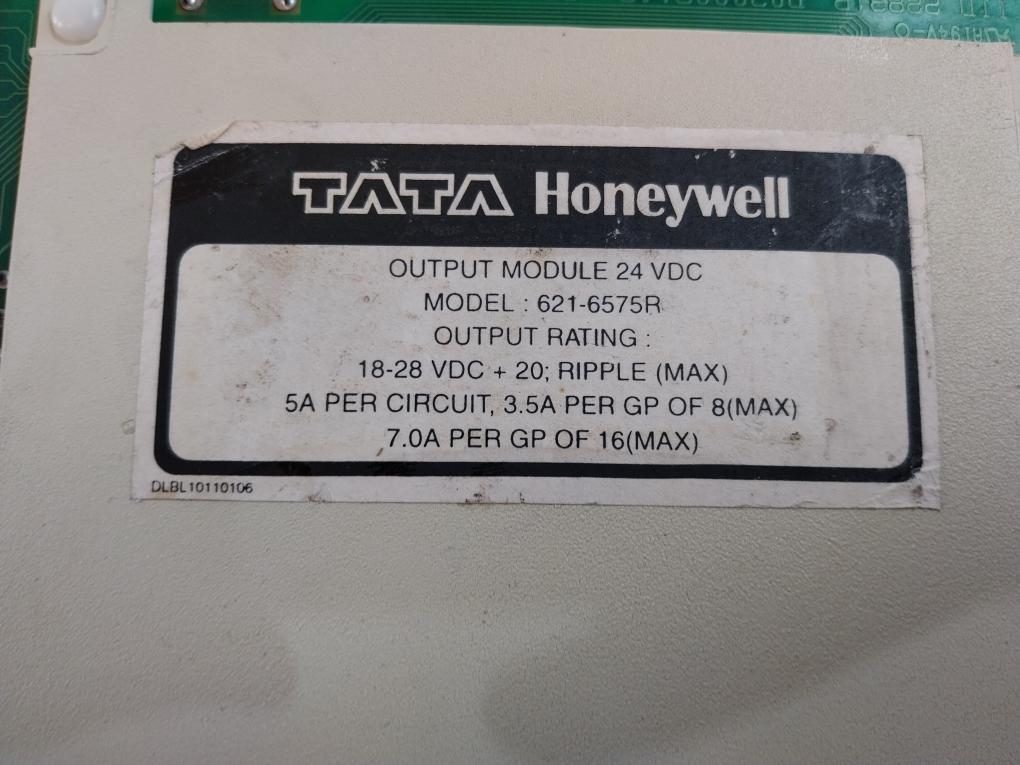 TATA Honeywell
OUTPUT MODULE 24 VDC
MODEL : 621-6575R
OUTPUT RATING :
18-28 VDC + 20; RIPPLE (MAX)
5A PER CIRCUIT, 3.5A PER GP OF 8(MAX)
7.0A PER GP OF 16(MAX)
DLBL10110106